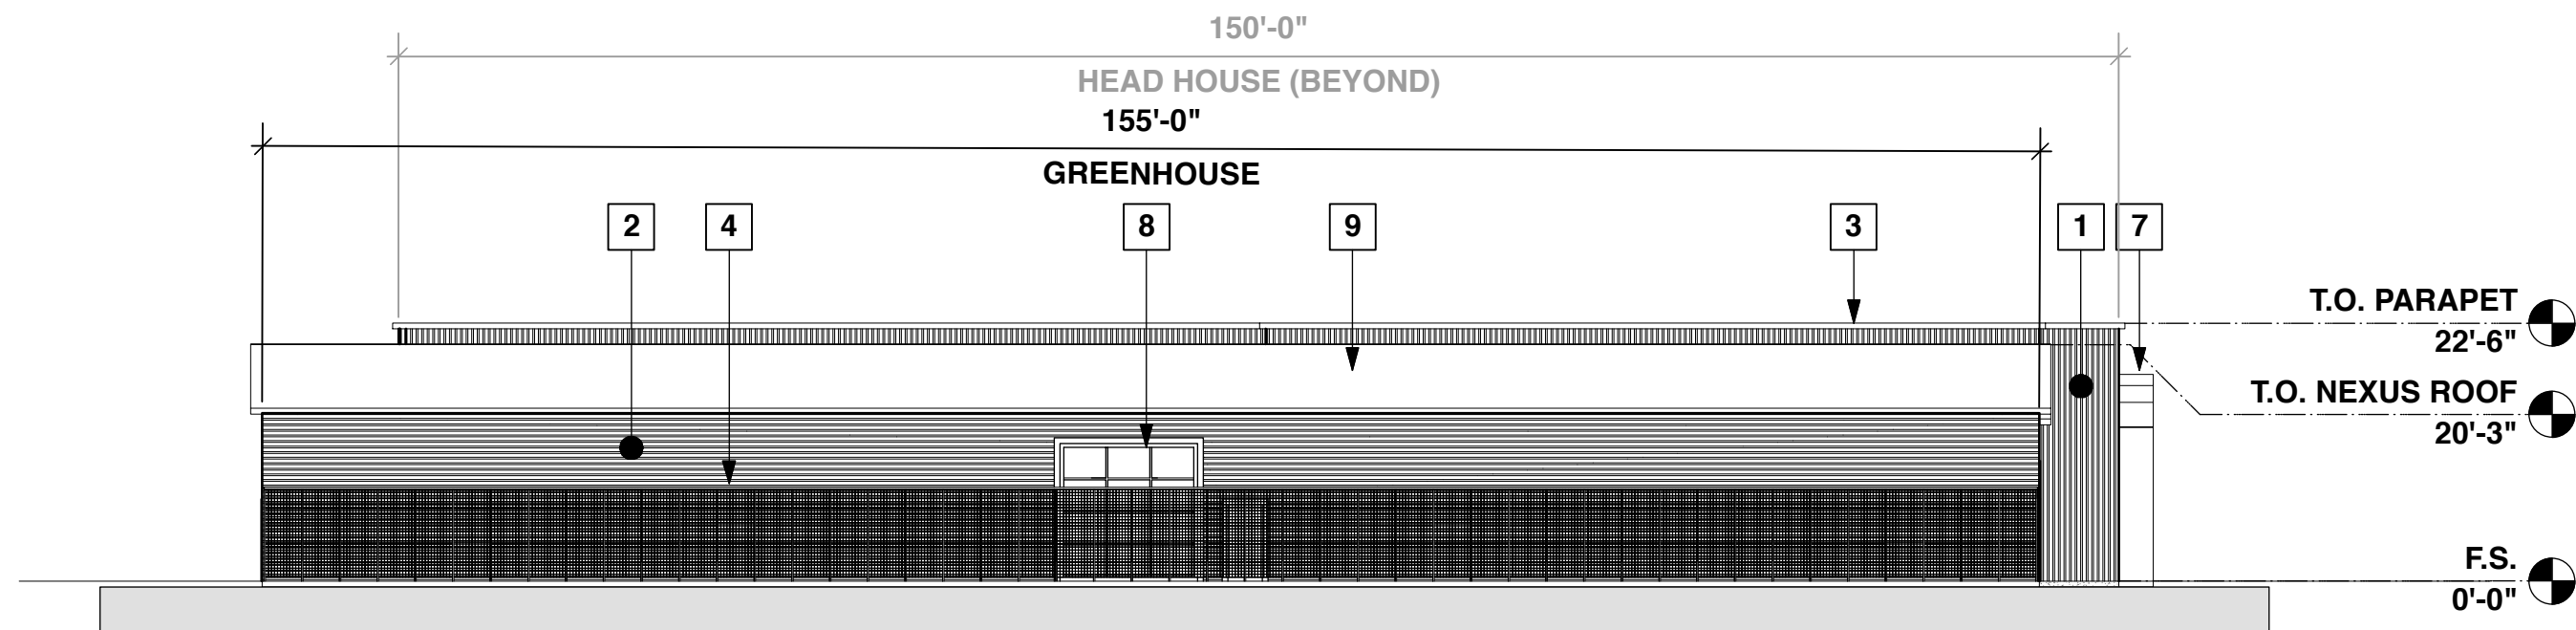 150'-0"
HEAD HOUSE (BEYOND)
155'-0"
GREENHOUSE
2 4 8 9 3 1 7
T.O. PARAPET
22'-6"
T.O. NEXUS ROOF
20'-3"
F.S.
0'-0"